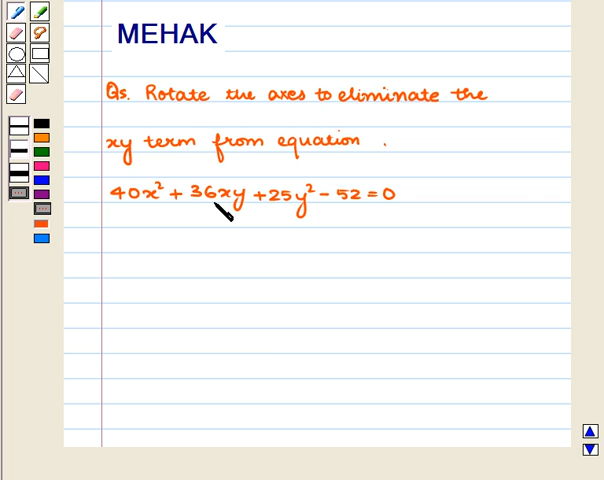 MEHAK
Qs. Rotate the axes to eliminate the
xy term from equation .
40x² + 36xy + 25y² - 52 = 0